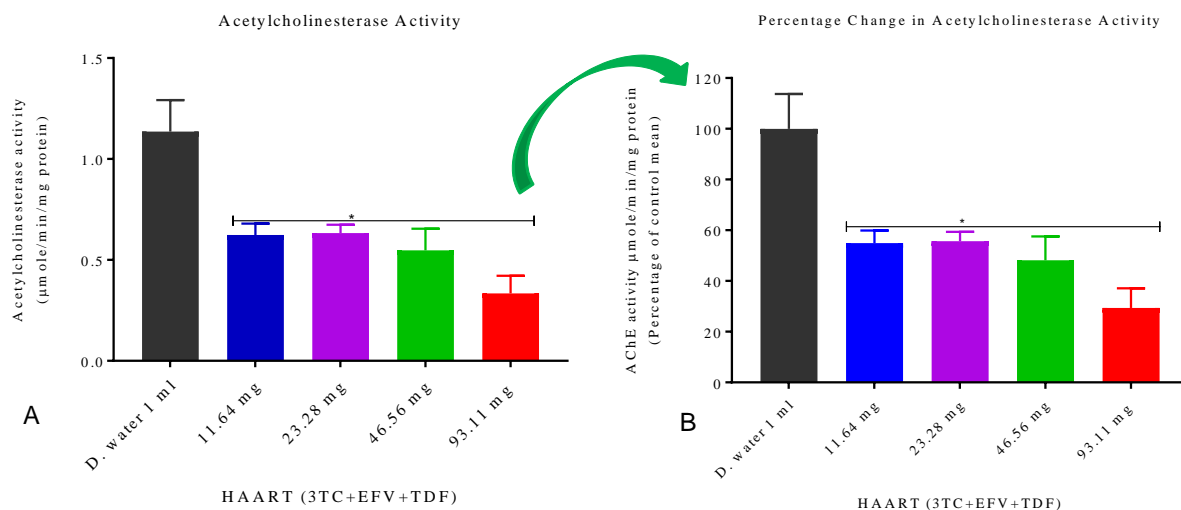 Acetylcholinesterase Activity
Acetylcholinesterase activity
(µmole/min/mg protein)
1.5
1.0
0.5
0.0
*
D. water 1 ml
11.64 mg
23.28 mg
46.56 mg
93.11 mg
A
HAART (3TC+EFV+TDF)
Percentage Change in Acetylcholinesterase Activity
AChE activity µmole/min/mg protein
(Percentage of control mean)
120
100
80
60
40
20
0
*
D. water 1 ml
11.64 mg
23.28 mg
46.56 mg
93.11 mg
B
HAART (3TC+EFV+TDF)